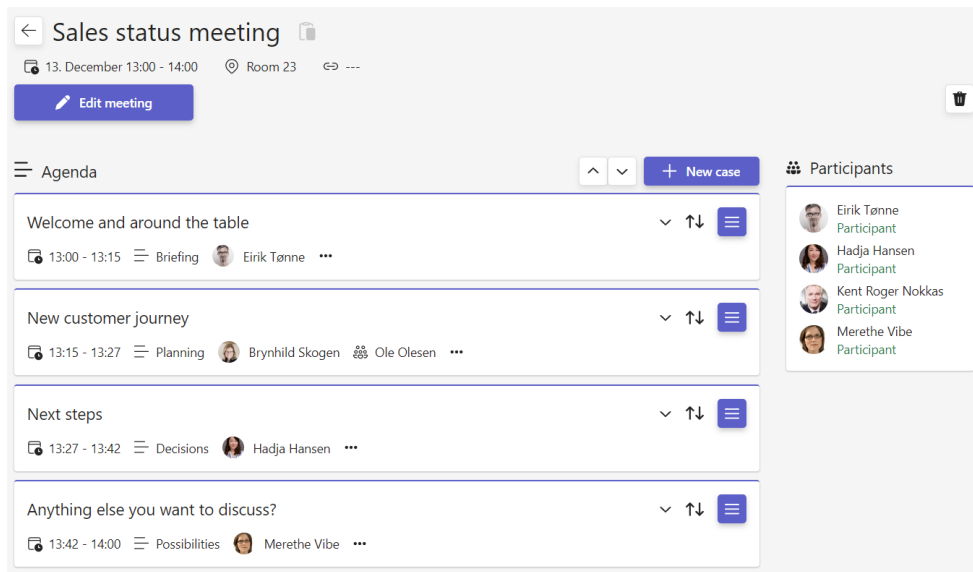 Sales status meeting
13. December 13:00 - 14:00 Room 23 ---
Edit meeting
Agenda
New case
Welcome and around the table
13:00 - 13:15 Briefing Eirik Tønne •••
New customer journey
13:15 - 13:27 Planning Brynhild Skogen Ole Olesen •••
Next steps
13:27 - 13:42 Decisions Hadja Hansen •••
Anything else you want to discuss?
13:42 - 14:00 Possibilities Merethe Vibe •••
Participants
Eirik Tønne
Participant
Hadja Hansen
Participant
Kent Roger Nokkas
Participant
Merethe Vibe
Participant